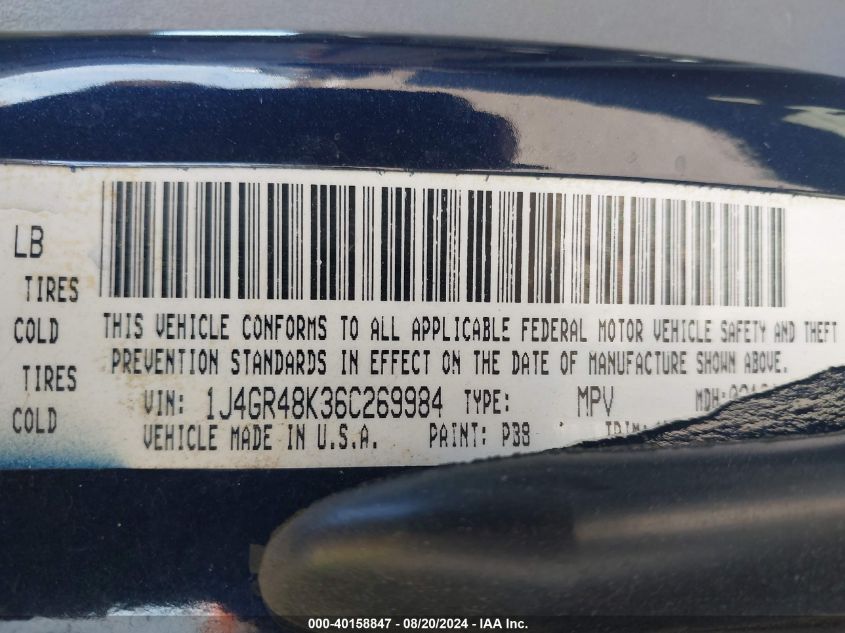 LB
TIRES
COLD
TIRES
COLD
THIS VEHICLE CONFORMS TO ALL APPLICABLE FEDERAL MOTOR VEHICLE SAFETY AND THEFT
PREVENTION STANDARDS IN EFFECT ON THE DATE OF MANUFACTURE SHOWN ABOVE.
VIN: 1J4GR48K36C269984 TYPE: MPV MDH:
VEHICLE MADE IN U.S.A. PAINT:
000-40158847 - 08/20/2024 - IAA Inc.